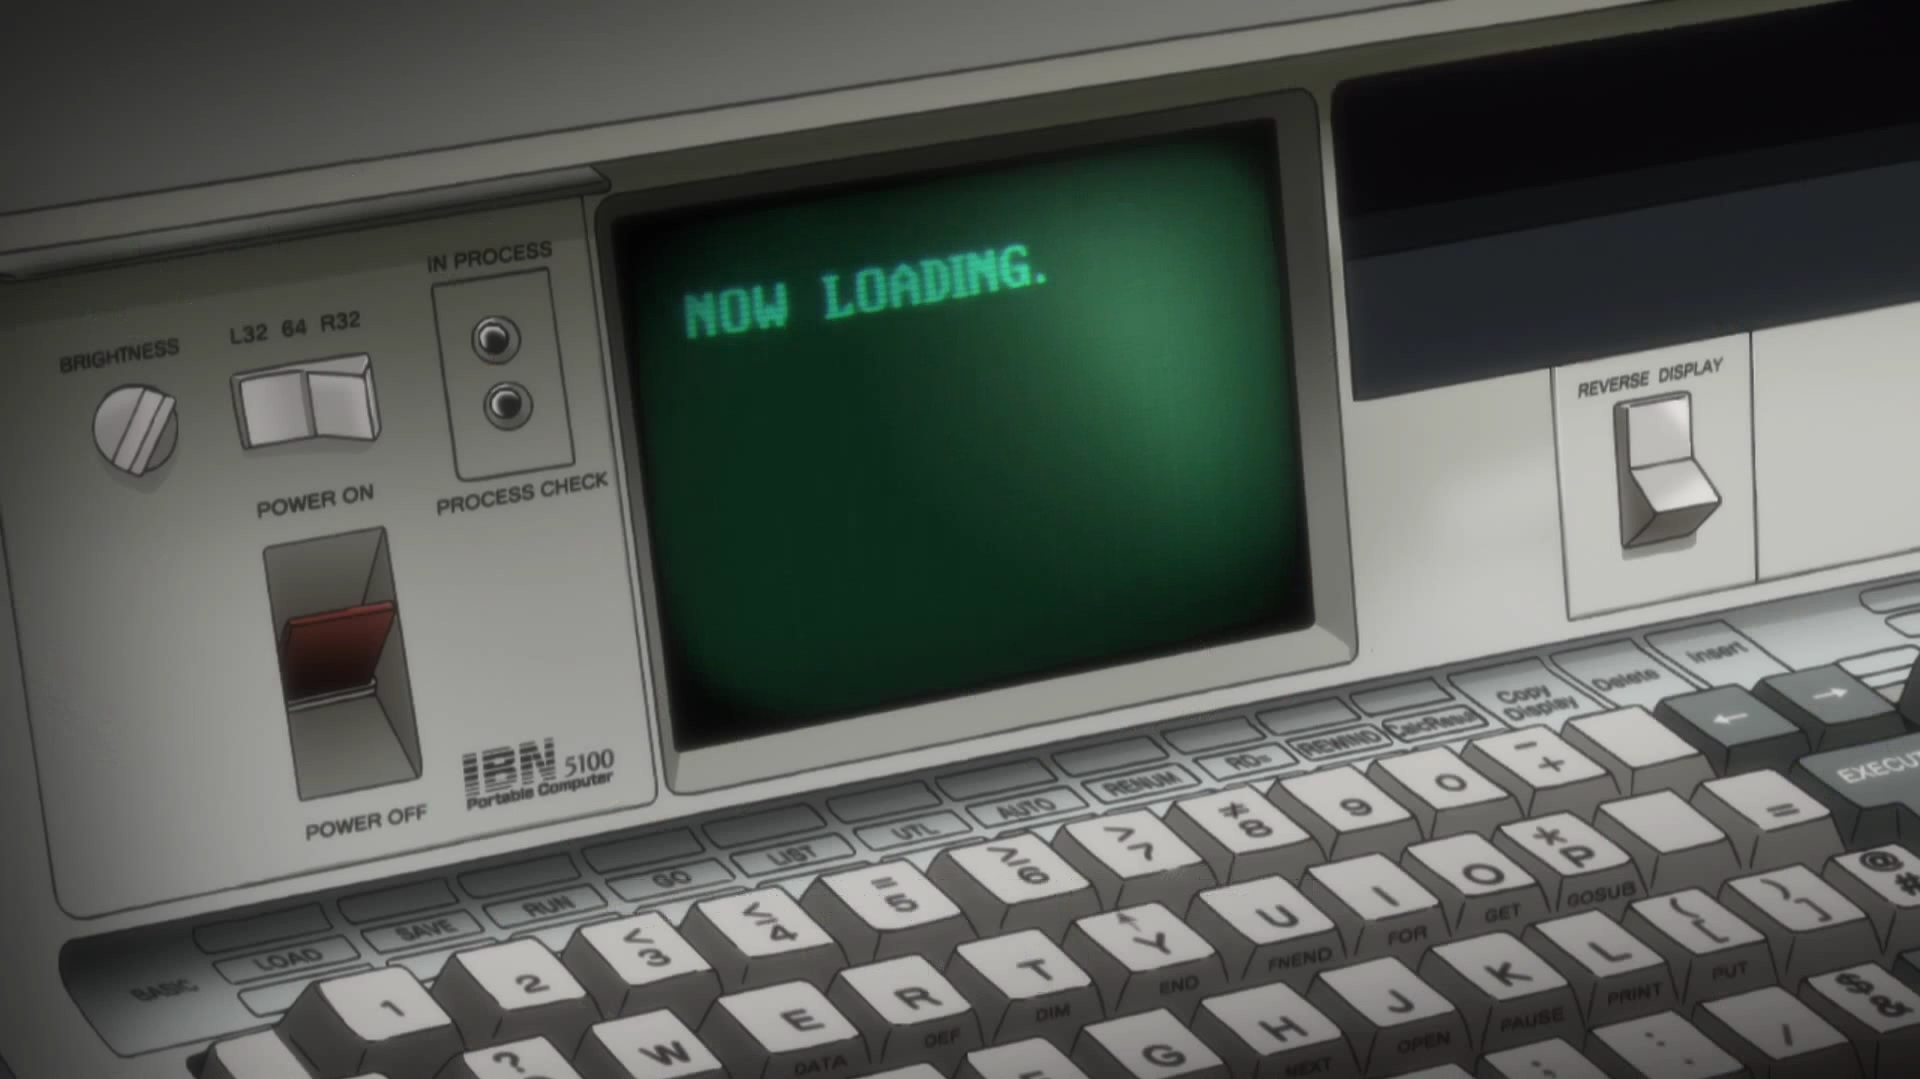 IN PROCESS
NOW LOADING.
L32 64 R32
BRIGHTNESS
REVERSE DISPLAY
POWER ON
PROCESS CHECK
IBN 5100
Portable Computer
POWER OFF
Insert
Delete
Copy
Display
CalcResult
REWIND
RD=
RENUM
AUTO
UTL
LIST
GO
RUN
SAVE
LOAD
BASIC
← →
EXECUT
1 2 < 3 ≤ 4 = 5 ≥ 6 > 7 ≠ 8 9 0 − +
? W E R T ↑ Y U I O * P =
DATA DEF DIM END FNEND FOR GET GOSUB
G H J K L { [ ) ] @ #
NEXT OPEN PAUSE PRINT PUT
; : / $ &